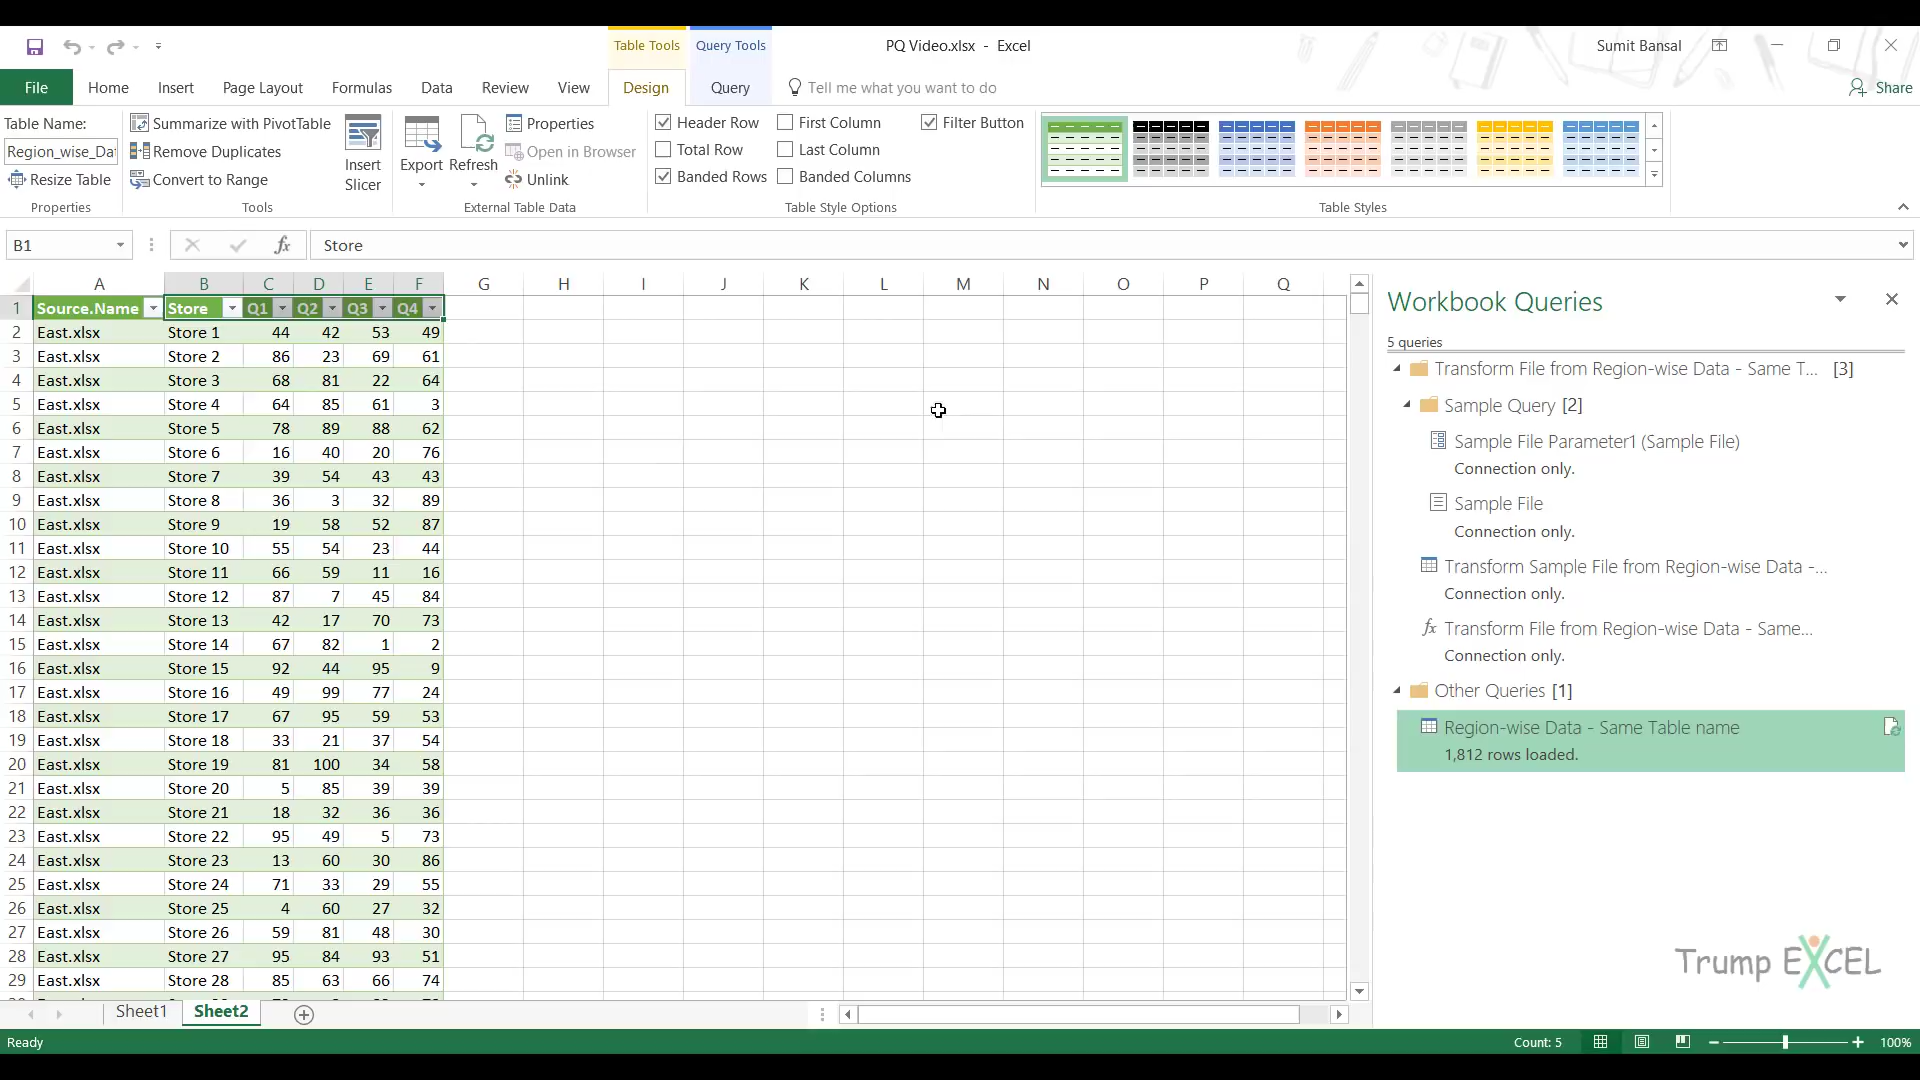 Table Tools
Query Tools
PQ Video.xlsx - Excel
Sumit Bansal
File
Home
Insert
Page Layout
Formulas
Data
Review
View
Design
Query
Tell me what you want to do
Share
Table Name:
Summarize with PivotTable
Properties
Header Row
First Column
Filter Button
Region_wise_Dat
Remove Duplicates
Insert Slicer
Export
Refresh
Open in Browser
Total Row
Last Column
Resize Table
Convert to Range
Unlink
Banded Rows
Banded Columns
Properties
Tools
External Table Data
Table Style Options
Table Styles
B1
fx
Store
A B C D E F G H I J K L M N O P Q
1 Source.Name Store Q1 Q2 Q3 Q4
2 East.xlsx Store 1 44 42 53 49
3 East.xlsx Store 2 86 23 69 61
4 East.xlsx Store 3 68 81 22 64
5 East.xlsx Store 4 64 85 61 3
6 East.xlsx Store 5 78 89 88 62
7 East.xlsx Store 6 16 40 20 76
8 East.xlsx Store 7 39 54 43 43
9 East.xlsx Store 8 36 3 32 89
10 East.xlsx Store 9 19 58 52 87
11 East.xlsx Store 10 55 54 23 44
12 East.xlsx Store 11 66 59 11 16
13 East.xlsx Store 12 87 7 45 84
14 East.xlsx Store 13 42 17 70 73
15 East.xlsx Store 14 67 82 1 2
16 East.xlsx Store 15 92 44 95 9
17 East.xlsx Store 16 49 99 77 24
18 East.xlsx Store 17 67 95 59 53
19 East.xlsx Store 18 33 21 37 54
20 East.xlsx Store 19 81 100 34 58
21 East.xlsx Store 20 5 85 39 39
22 East.xlsx Store 21 18 32 36 36
23 East.xlsx Store 22 95 49 5 73
24 East.xlsx Store 23 13 60 30 86
25 East.xlsx Store 24 71 33 29 55
26 East.xlsx Store 25 4 60 27 32
27 East.xlsx Store 26 59 81 48 30
28 East.xlsx Store 27 95 84 93 51
29 East.xlsx Store 28 85 63 66 74
Workbook Queries
5 queries
Transform File from Region-wise Data - Same T... [3]
Sample Query [2]
Sample File Parameter1 (Sample File)
Connection only.
Sample File
Connection only.
Transform Sample File from Region-wise Data -...
Connection only.
fx Transform File from Region-wise Data - Same...
Connection only.
Other Queries [1]
Region-wise Data - Same Table name
1,812 rows loaded.
Trump EXCEL
Sheet1
Sheet2
Ready
Count: 5
100%